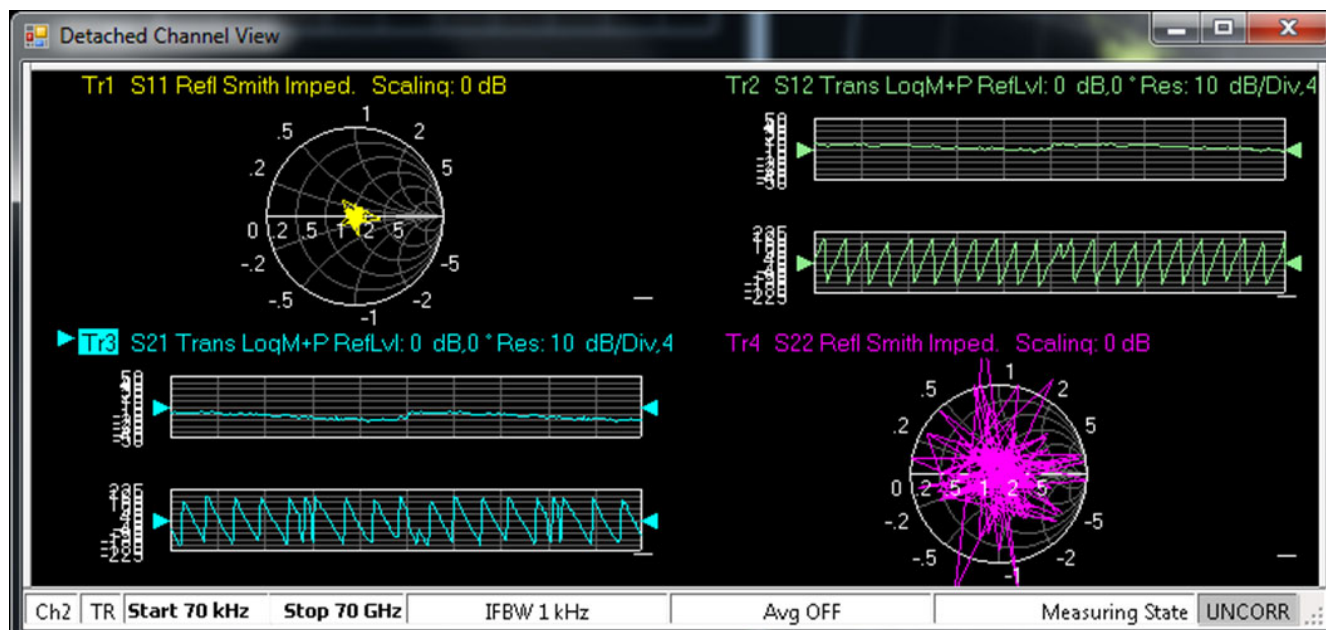 Detached Channel View
Tr1 S11 Refl Smith Imped. Scaling: 0 dB
Tr2 S12 Trans LogM+P RefLvl: 0 dB,0 ° Res: 10 dB/Div,4
1
.5 2
.2 5
0 .2 .5 1 2 5
-.2 -5
-.5 -2
-1
Tr3 S21 Trans LogM+P RefLvl: 0 dB,0 ° Res: 10 dB/Div,4
Tr4 S22 Refl Smith Imped. Scaling: 0 dB
1
.5 2
.2 5
0 .2 .5 1 2 5
-.2 -5
-.5 -2
-1
Ch2 TR Start 70 kHz Stop 70 GHz IFBW 1 kHz Avg OFF Measuring State UNCORR